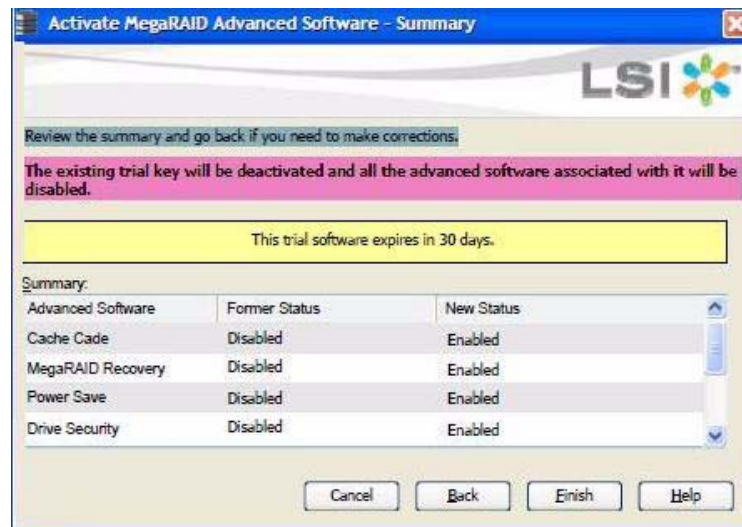 Activate MegaRAID Advanced Software - Summary
LSI
Review the summary and go back if you need to make corrections.
The existing trial key will be deactivated and all the advanced software associated with it will be
disabled.
This trial software expires in 30 days.
Summary:
Advanced Software Former Status New Status
Cache Cade Disabled Enabled
MegaRAID Recovery Disabled Enabled
Power Save Disabled Enabled
Drive Security Disabled Enabled
Cancel Back Finish Help